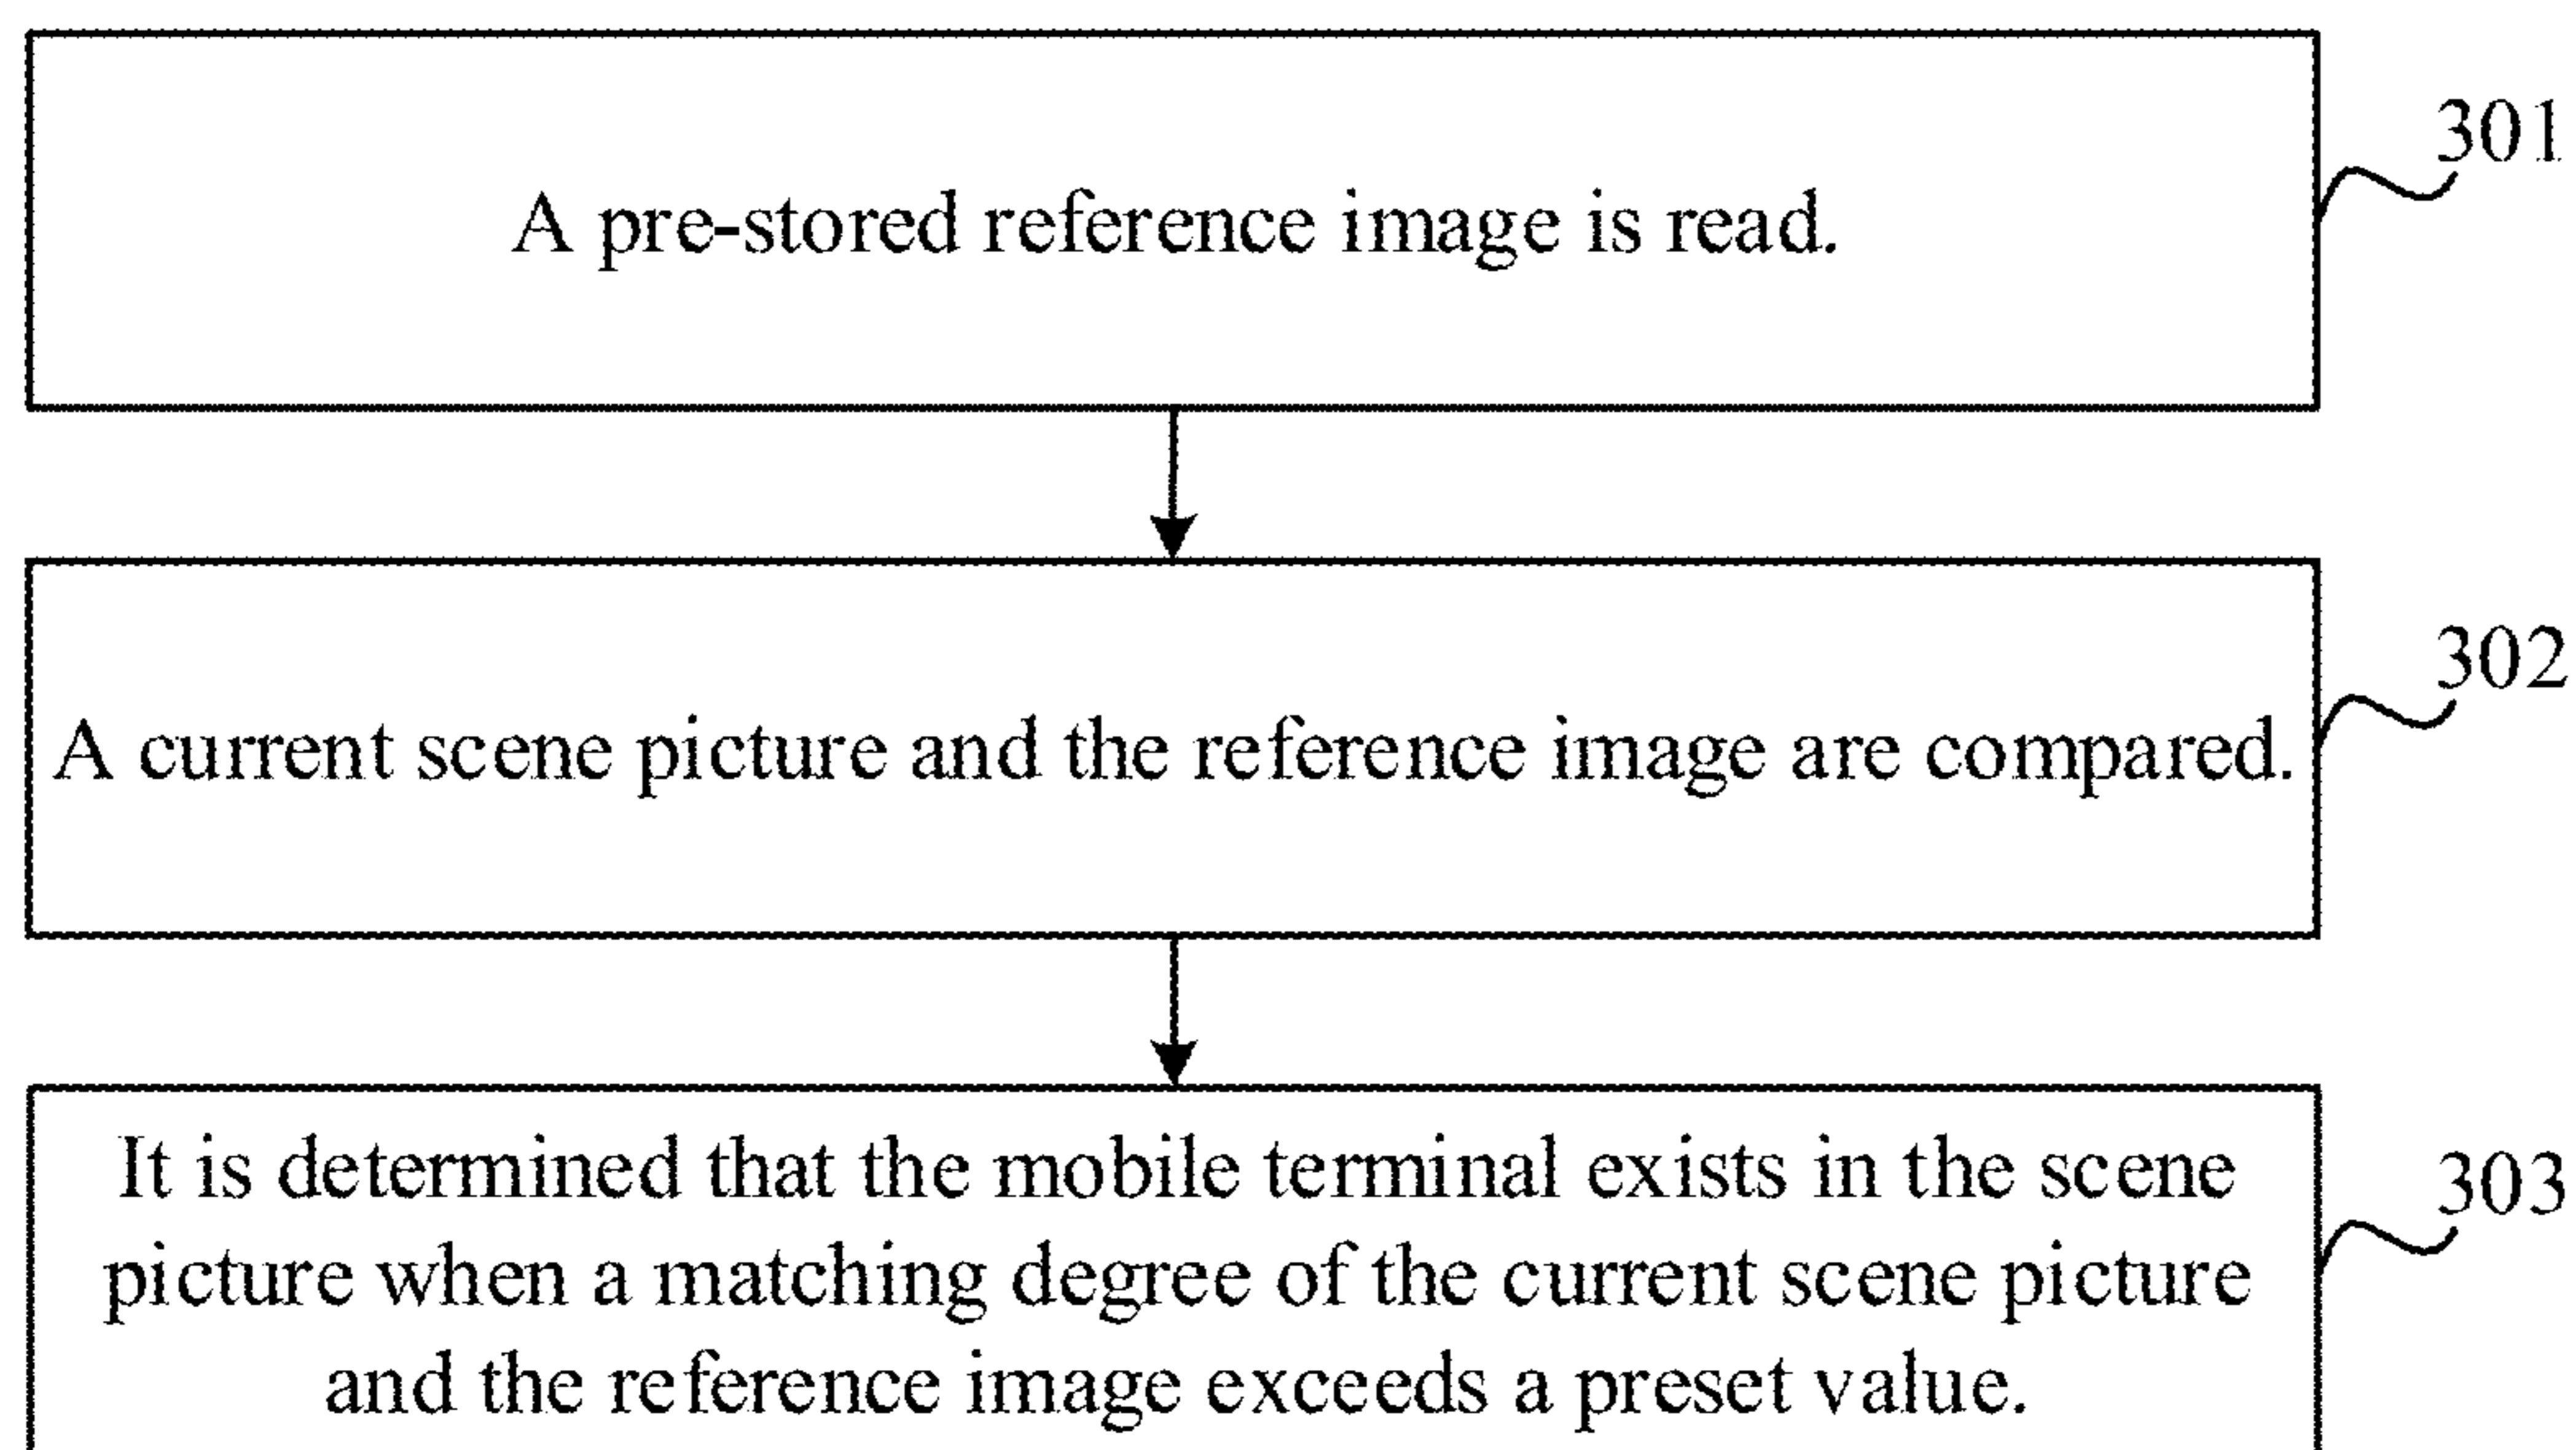 A pre-stored reference image is read.
301
A current scene picture and the reference image are compared.
302
It is determined that the mobile terminal exists in the scene
picture when a matching degree of the current scene picture
and the reference image exceeds a preset value.
303